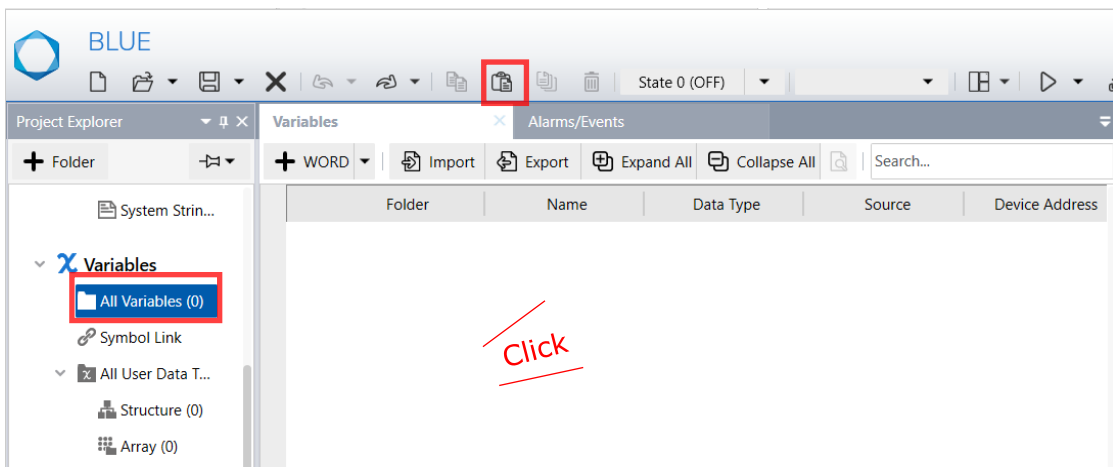 BLUE
State 0 (OFF)
Project Explorer
Variables
Alarms/Events
Folder
WORD
Import
Export
Expand All
Collapse All
Search...
Folder
Name
Data Type
Source
Device Address
System Strin...
Variables
All Variables (0)
Symbol Link
Click
All User Data T...
Structure (0)
Array (0)